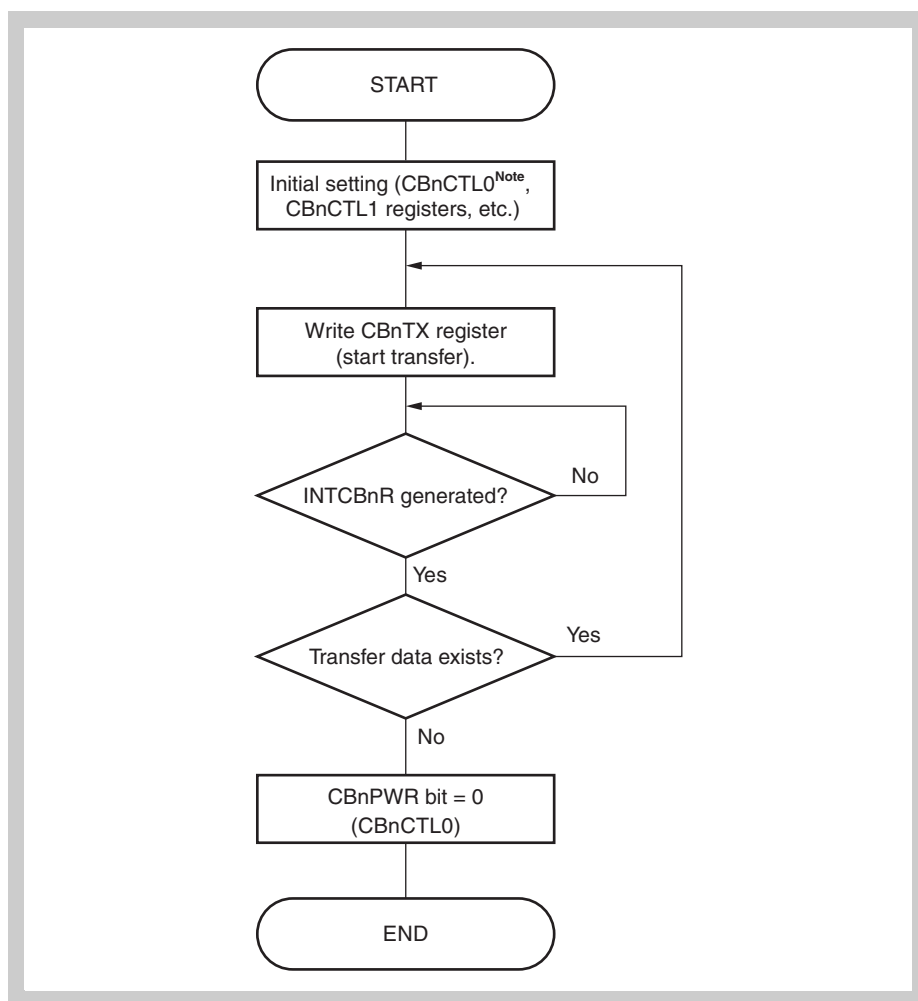 START
Initial setting (CBnCTL0Note,
CBnCTL1 registers, etc.)
Write CBnTX register
(start transfer).
INTCBnR generated?
No
Yes
Transfer data exists?
Yes
No
CBnPWR bit = 0
(CBnCTL0)
END